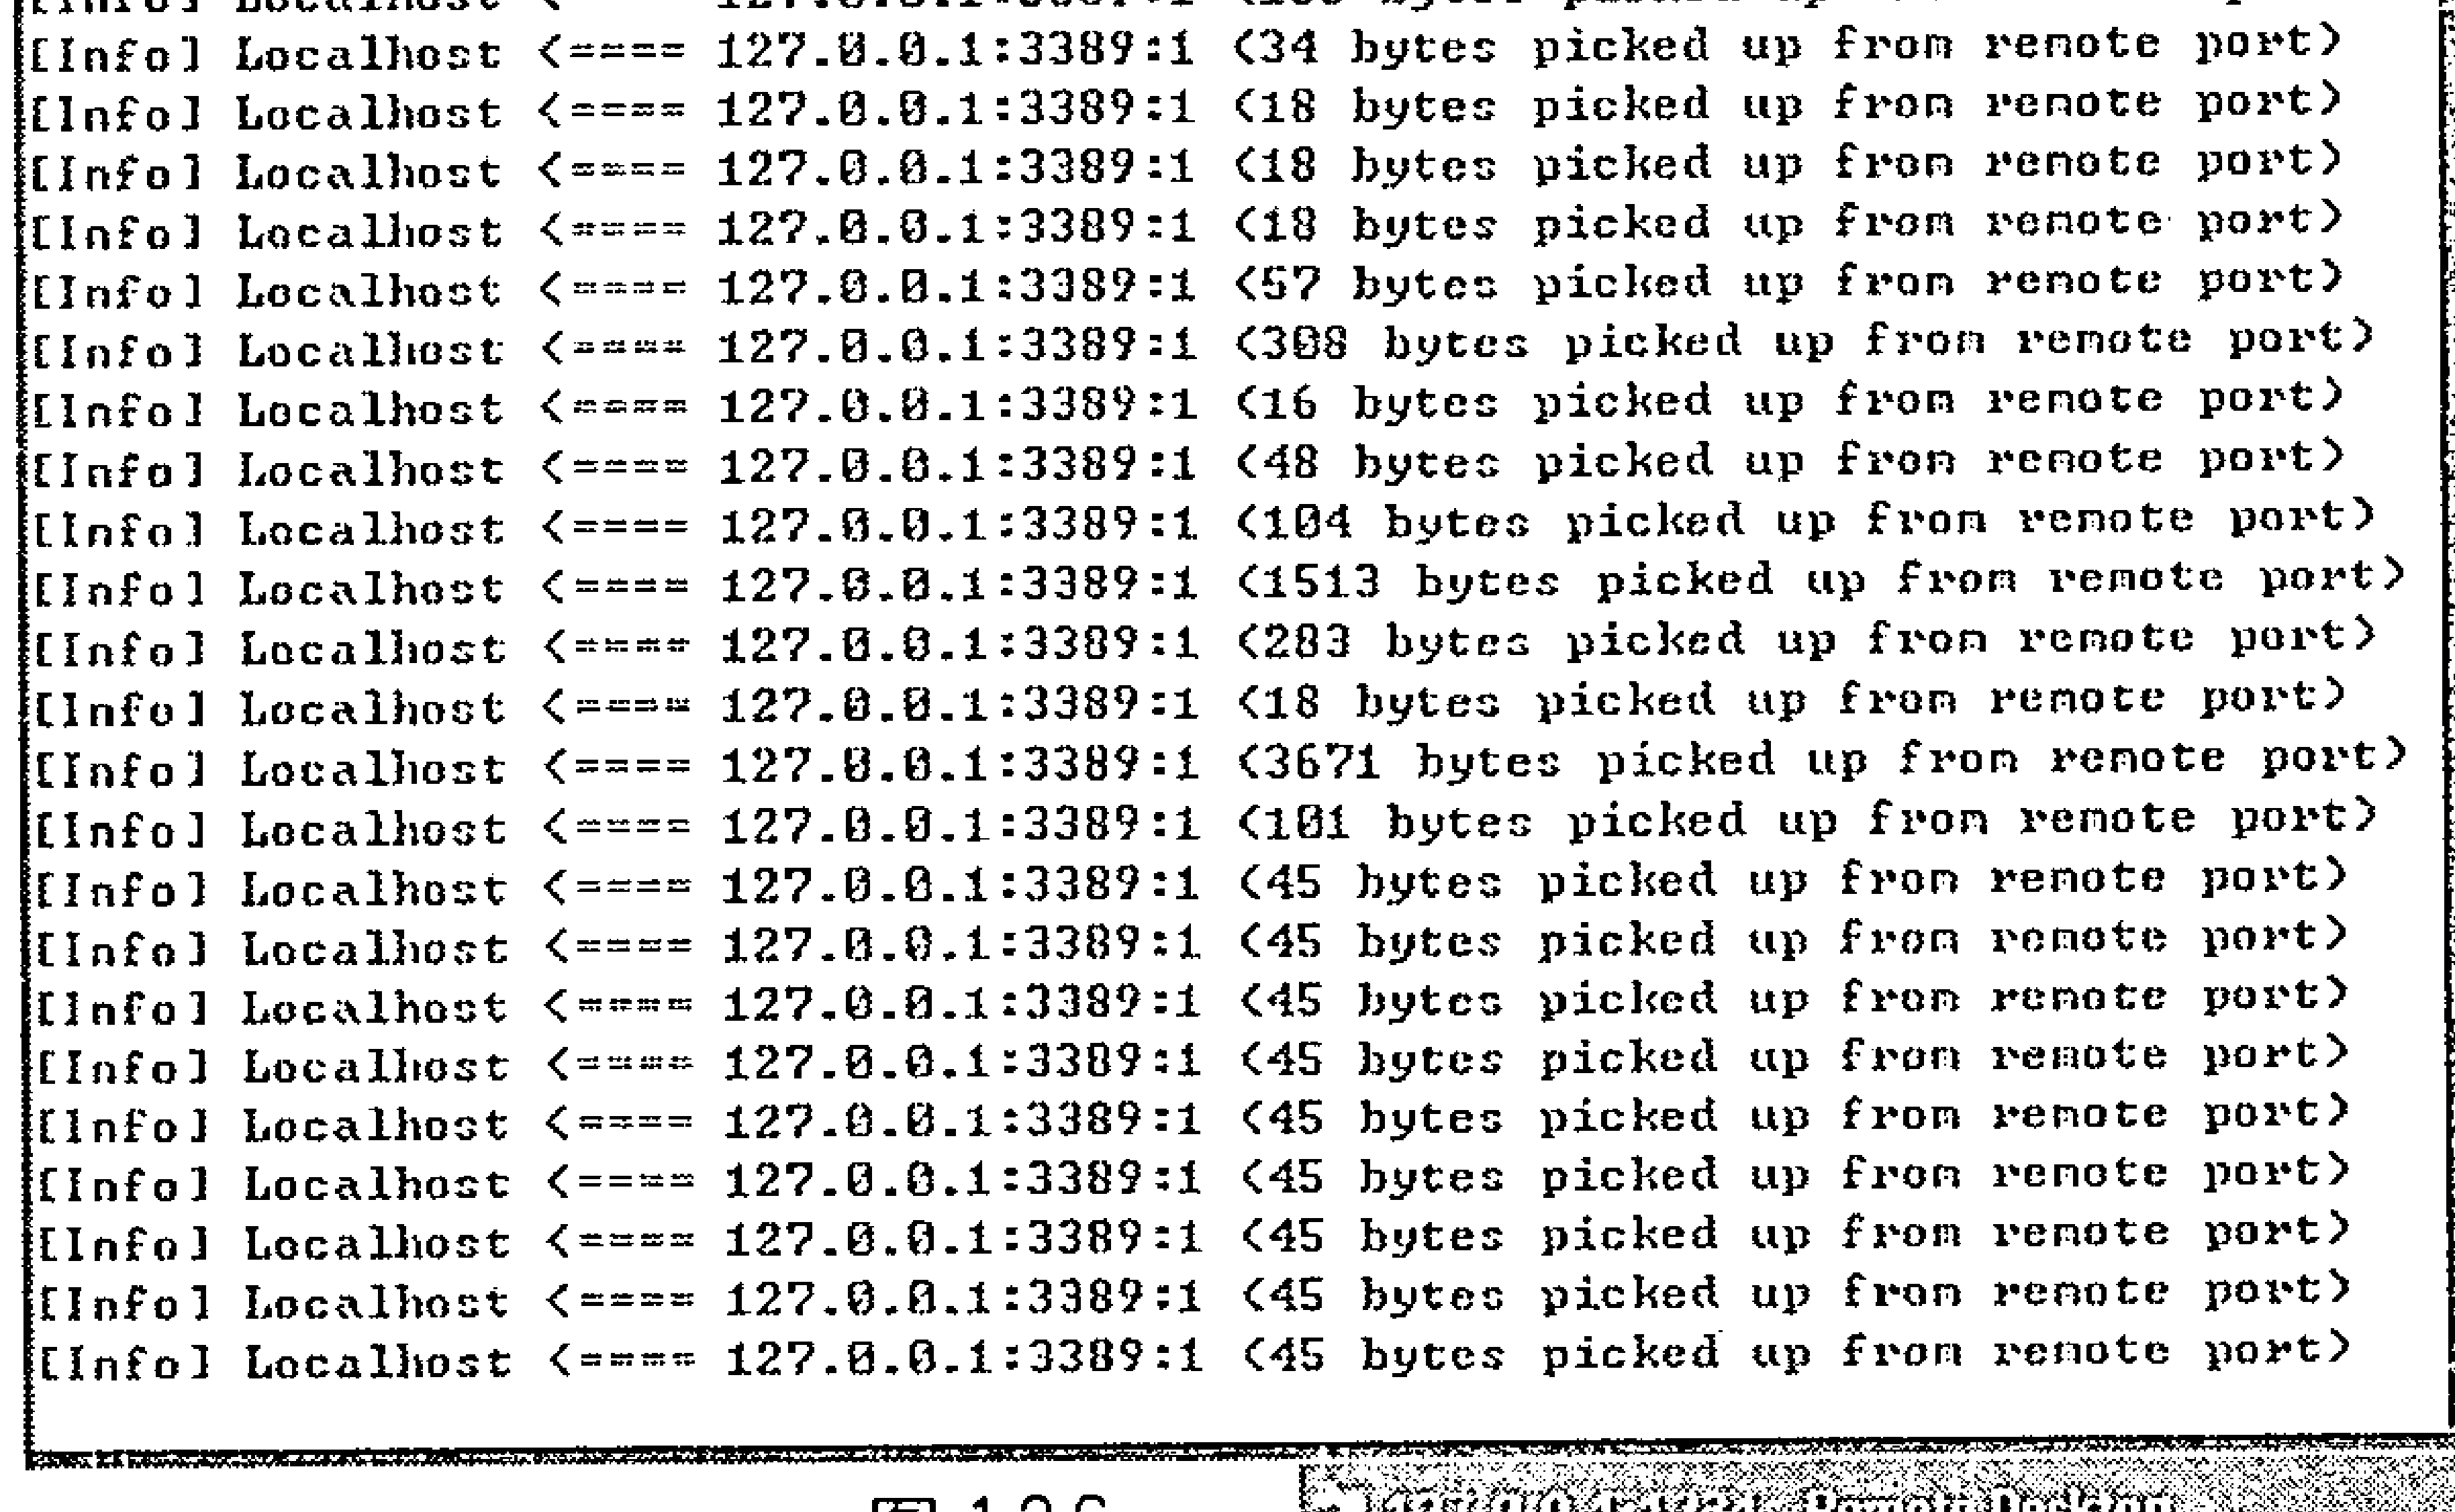 [Info] Localhost <==== 127.0.0.1:3389:1 (34 bytes picked up from remote port)
[Info] Localhost <==== 127.0.0.1:3389:1 (18 bytes picked up from remote port)
[Info] Localhost <==== 127.0.0.1:3389:1 (18 bytes picked up from remote port)
[Info] Localhost <==== 127.0.0.1:3389:1 (18 bytes picked up from remote port)
[Info] Localhost <==== 127.0.0.1:3389:1 (57 bytes picked up from remote port)
[Info] Localhost <==== 127.0.0.1:3389:1 (308 bytes picked up from remote port)
[Info] Localhost <==== 127.0.0.1:3389:1 (16 bytes picked up from remote port)
[Info] Localhost <==== 127.0.0.1:3389:1 (48 bytes picked up from remote port)
[Info] Localhost <==== 127.0.0.1:3389:1 (104 bytes picked up from remote port)
[Info] Localhost <==== 127.0.0.1:3389:1 (1513 bytes picked up from remote port)
[Info] Localhost <==== 127.0.0.1:3389:1 (283 bytes picked up from remote port)
[Info] Localhost <==== 127.0.0.1:3389:1 (18 bytes picked up from remote port)
[Info] Localhost <==== 127.0.0.1:3389:1 (3671 bytes picked up from remote port)
[Info] Localhost <==== 127.0.0.1:3389:1 (101 bytes picked up from remote port)
[Info] Localhost <==== 127.0.0.1:3389:1 (45 bytes picked up from remote port)
[Info] Localhost <==== 127.0.0.1:3389:1 (45 bytes picked up from remote port)
[Info] Localhost <==== 127.0.0.1:3389:1 (45 bytes picked up from remote port)
[Info] Localhost <==== 127.0.0.1:3389:1 (45 bytes picked up from remote port)
[Info] Localhost <==== 127.0.0.1:3389:1 (45 bytes picked up from remote port)
[Info] Localhost <==== 127.0.0.1:3389:1 (45 bytes picked up from remote port)
[Info] Localhost <==== 127.0.0.1:3389:1 (45 bytes picked up from remote port)
[Info] Localhost <==== 127.0.0.1:3389:1 (45 bytes picked up from remote port)
[Info] Localhost <==== 127.0.0.1:3389:1 (45 bytes picked up from remote port)